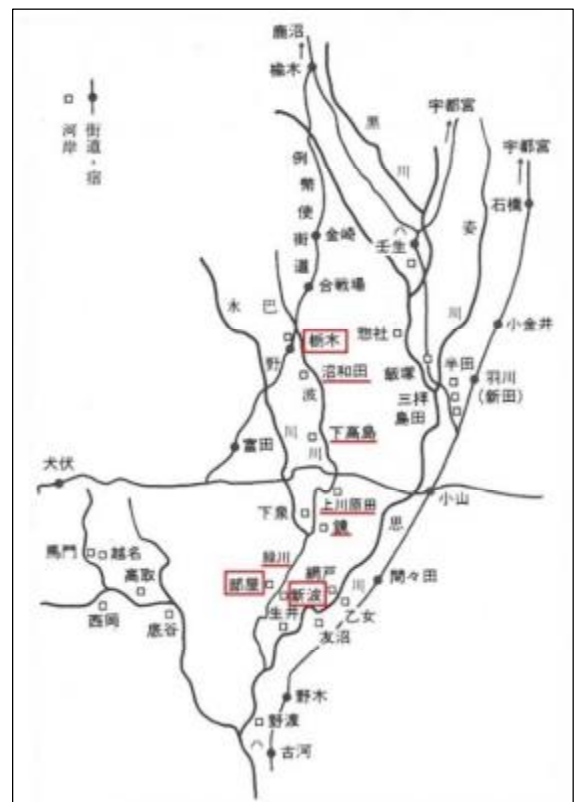 鹿沼
楡木
黒川
宇都宮
宇都宮
街道・宿
河岸
例幣使街道
姿川
石橋
壬生
金崎
合戦場
永野川
巴波川
小金井
惣社
栃木
飯塚
半田
羽川
(新田)
沼和田
三拝
島田
下高島
富田
犬伏
上川原田
小山
下泉
鏡
思川
緑川
馬門
越名
高取
部屋
網戸
間々田
新波
西岡
底谷
生井
乙女
友沼
野木
野渡
古河